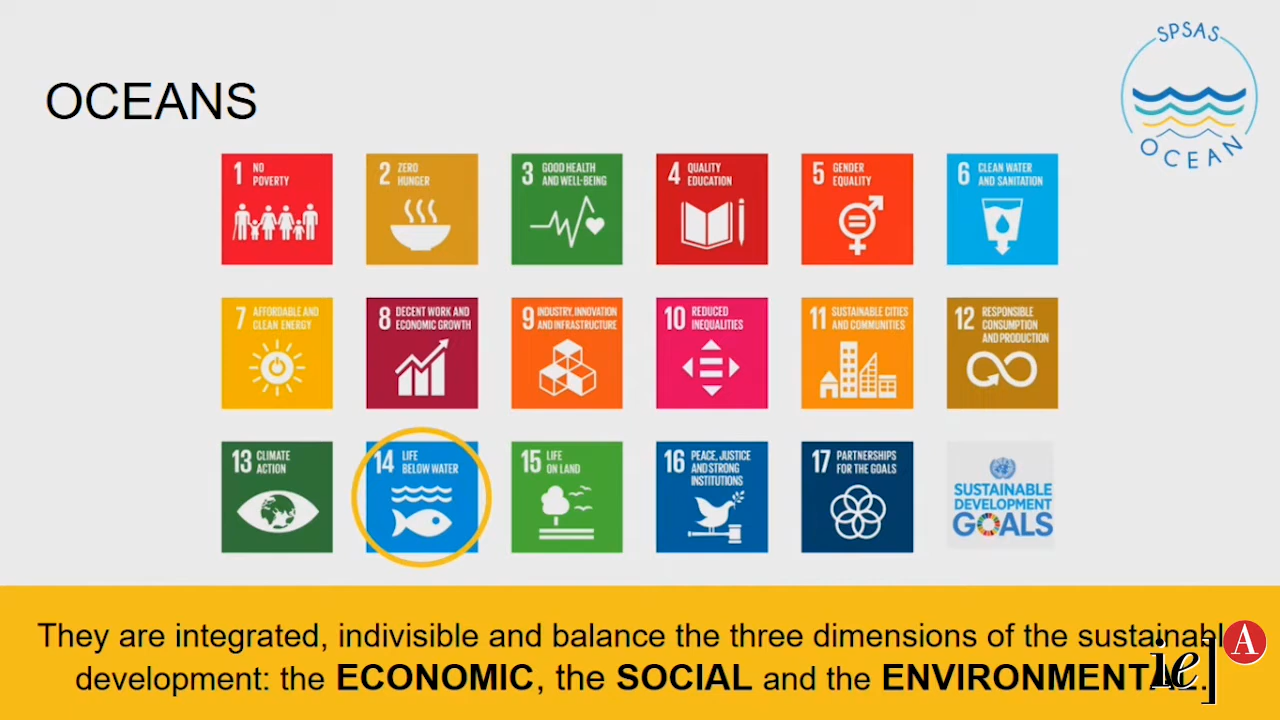 SPSAS
OCEAN
OCEANS
1 NO
POVERTY
2 ZERO
HUNGER
3 GOOD HEALTH
AND WELL-BEING
4 QUALITY
EDUCATION
5 GENDER
EQUALITY
6 CLEAN WATER
AND SANITATION
7 AFFORDABLE AND
CLEAN ENERGY
8 DECENT WORK AND
ECONOMIC GROWTH
9 INDUSTRY, INNOVATION
AND INFRASTRUCTURE
10 REDUCED
INEQUALITIES
11 SUSTAINABLE CITIES
AND COMMUNITIES
12 RESPONSIBLE
CONSUMPTION
AND PRODUCTION
13 CLIMATE
ACTION
14 LIFE
BELOW WATER
15 LIFE
ON LAND
16 PEACE, JUSTICE
AND STRONG
INSTITUTIONS
17 PARTNERSHIPS
FOR THE GOALS
SUSTAINABLE
DEVELOPMENT
GOALS
They are integrated, indivisible and balance the three dimensions of the sustainabl
development: the ECONOMIC, the SOCIAL and the ENVIRONMENTAL.
iea]
A